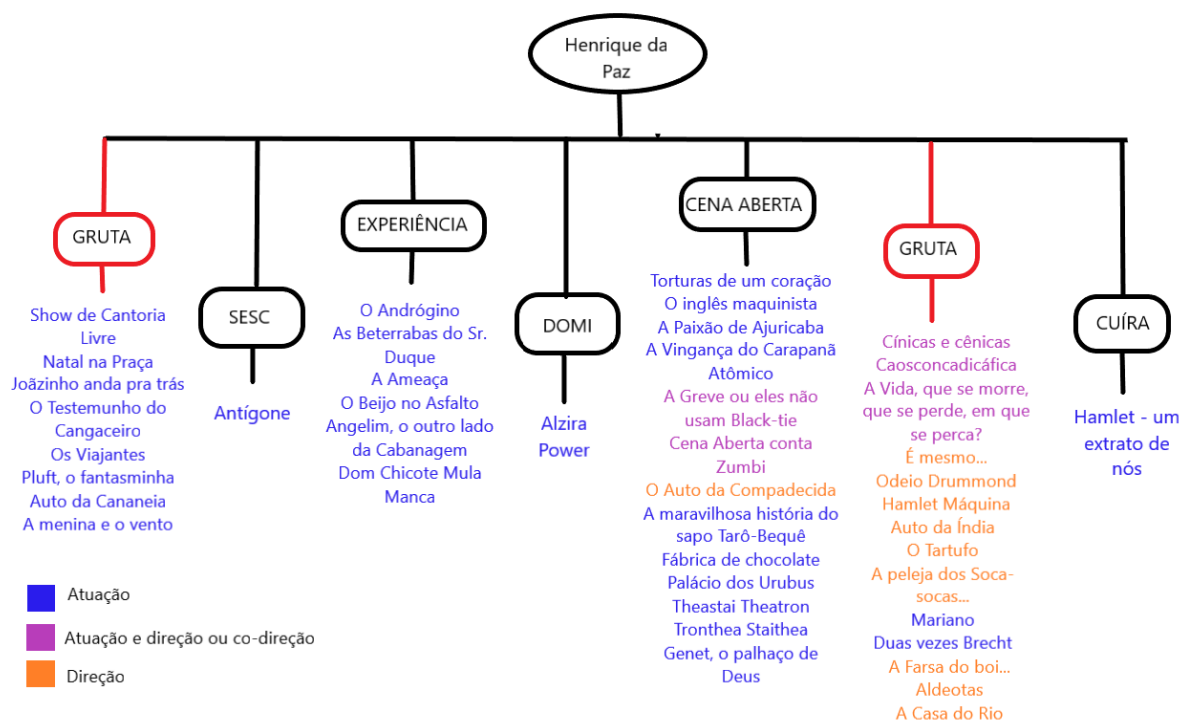 Henrique da
Paz
GRUTA
Show de Cantoria
Livre
Natal na Praça
Joãzinho anda pra trás
O Testemunho do
Cangaceiro
Os Viajantes
Pluft, o fantasminha
Auto da Cananeia
A menina e o vento
SESC
Antígone
EXPERIÊNCIA
O Andrógino
As Beterrabas do Sr.
Duque
A Ameaça
O Beijo no Asfalto
Angelim, o outro lado
da Cabanagem
Dom Chicote Mula
Manca
DOMI
Alzira
Power
CENA ABERTA
Torturas de um coração
O inglês maquinista
A Paixão de Ajuricaba
A Vingança do Carapanã
Atômico
A Greve ou eles não
usam Black-tie
Cena Aberta conta
Zumbi
O Auto da Compadecida
A maravilhosa história do
sapo Tarô-Bequê
Fábrica de chocolate
Palácio dos Urubus
Theastai Theatron
Tronthea Staithea
Genet, o palhaço de
Deus
GRUTA
Cínicas e cênicas
Caosconcadicáfica
A Vida, que se morre,
que se perde, em que
se perca?
É mesmo...
Odeio Drummond
Hamlet Máquina
Auto da Índia
O Tartufo
A peleja dos Soca-
socas...
Mariano
Duas vezes Brecht
A Farsa do boi...
Aldeotas
A Casa do Rio
CUÍRA
Hamlet - um
extrato de
nós
Atuação
Atuação e direção ou co-direção
Direção